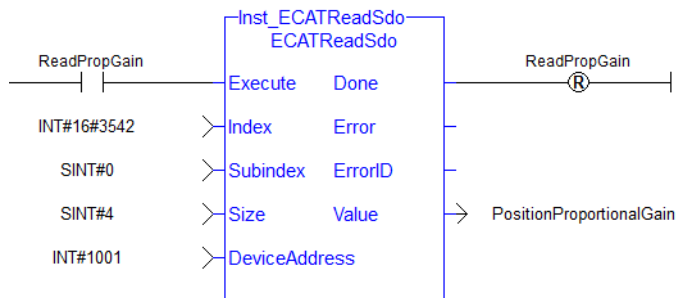 Inst_ECATReadSdo
ECATReadSdo
ReadPropGain Execute Done ReadPropGain
R
INT#16#3542 Index Error
SINT#0 Subindex ErrorID
SINT#4 Size Value PositionProportionalGain
INT#1001 DeviceAddress